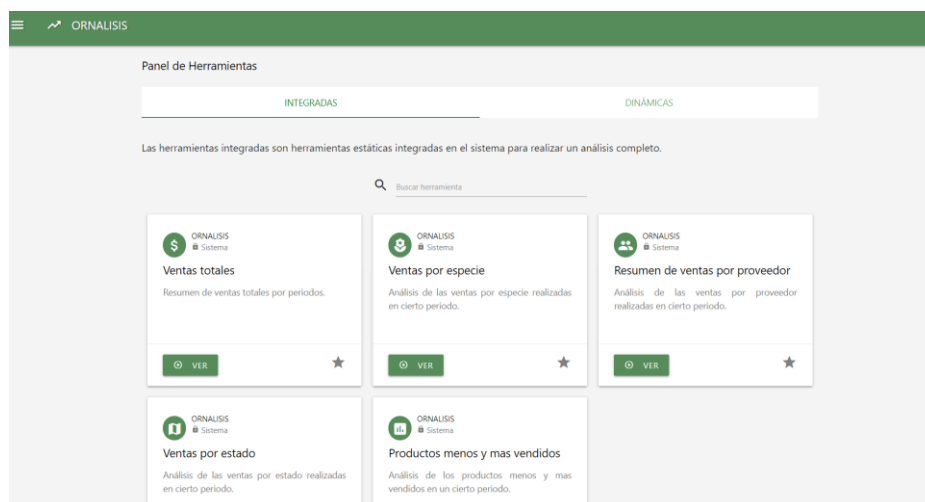 ORNALISIS
Panel de Herramientas
INTEGRADAS
DINÁMICAS
Las herramientas integradas son herramientas estáticas integradas en el sistema para realizar un análisis completo.
Buscar herramienta
ORNALISIS
Sistema
Ventas totales
Resumen de ventas totales por periodos.
VER
ORNALISIS
Sistema
Ventas por especie
Análisis de las ventas por especie realizadas
en cierto periodo.
VER
ORNALISIS
Sistema
Resumen de ventas por proveedor
Análisis de las ventas por proveedor
realizadas en cierto periodo.
VER
ORNALISIS
Sistema
Ventas por estado
Análisis de las ventas por estado realizadas
en cierto periodo.
ORNALISIS
Sistema
Productos menos y mas vendidos
Análisis de los productos menos y mas
vendidos en un cierto periodo.